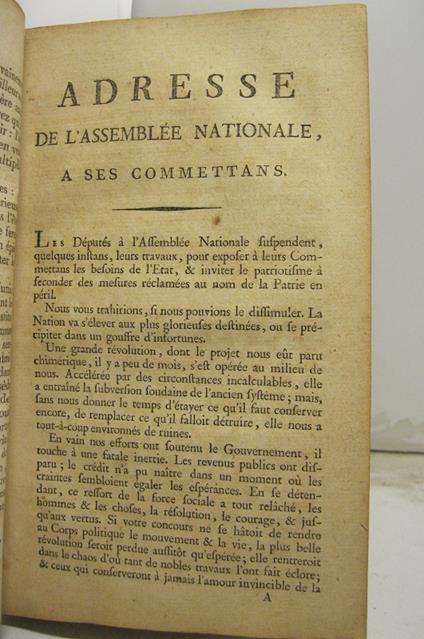 ADRESSE
DE L'ASSEMBLÉE NATIONALE,
A SES COMMETTANS.
LES Députés à l'Aſſemblée Nationale ſuſpendent,
quelques inſtans, leurs travaux, pour expoſer à leurs Com-
mettans les beſoins de l'Etat, & inviter le patriotiſme à
ſeconder des meſures réclamées au nom de la Patrie en
péril.
Nous vous trahirions, ſi nous pouvions le diſſimuler. La
Nation va s'élever aux plus glorieuſes deſtinées, ou ſe pré-
cipiter dans un gouffre d'infortunes.
Une grande révolution, dont le projet nous eût paru
chimérique, il y a peu de mois, s'eſt opérée au milieu de
nous. Accélérée par des circonſtances incalculables, elle
a entraîné la ſubverſion ſoudaine de l'ancien ſyſtême ; mais,
ſans nous donner le temps d'étayer ce qu'il faut conſerver
encore, de remplacer ce qu'il falloit détruire, elle nous a
tout-à-coup environnés de ruines.
En vain nos efforts ont ſoutenu le Gouvernement, il
touche à une fatale inertie. Les revenus publics ont diſ-
paru ; le crédit n'a pu naître dans un moment où les
craintes ſembloient égaler les eſpérances. En ſe déten-
dant, ce reſſort de la force ſociale a tout relâché, les
hommes & les choſes, la réſolution, le courage, & juſ-
qu'aux vertus. Si votre concours ne ſe hâtoit de rendre
au Corps politique le mouvement & la vie, la plus belle
révolution ſeroit perdue auſſitôt qu'eſpérée ; elle rentreroit
dans le chaos d'où tant de nobles travaux l'ont fait éclore ;
& ceux qui conſerveront à jamais l'amour invincible de la
A